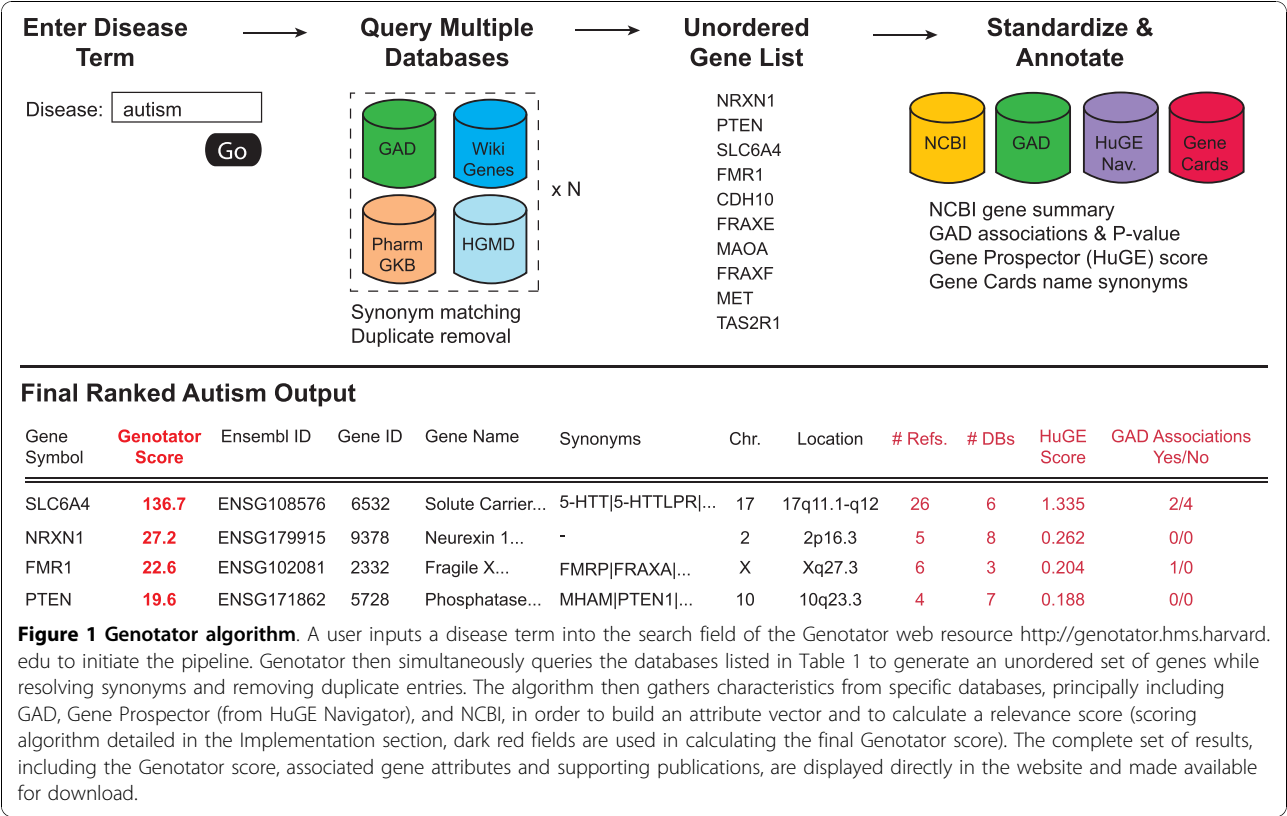 Enter Disease
Term
Query Multiple
Databases
Unordered
Gene List
Standardize &
Annotate
Disease: autism
Go
GAD
Wiki
Genes
Pharm
GKB
HGMD
x N
Synonym matching
Duplicate removal
NRXN1
PTEN
SLC6A4
FMR1
CDH10
FRAXE
MAOA
FRAXF
MET
TAS2R1
NCBI
GAD
HuGE
Nav.
Gene
Cards
NCBI gene summary
GAD associations & P-value
Gene Prospector (HuGE) score
Gene Cards name synonyms
Final Ranked Autism Output
Gene Symbol Genotator Score Ensembl ID Gene ID Gene Name Synonyms Chr. Location # Refs. # DBs HuGE Score GAD Associations Yes/No
SLC6A4 136.7 ENSG108576 6532 Solute Carrier... 5-HTT|5-HTTLPR|... 17 17q11.1-q12 26 6 1.335 2/4
NRXN1 27.2 ENSG179915 9378 Neurexin 1... - 2 2p16.3 5 8 0.262 0/0
FMR1 22.6 ENSG102081 2332 Fragile X... FMRP|FRAXA|... X Xq27.3 6 3 0.204 1/0
PTEN 19.6 ENSG171862 5728 Phosphatase... MHAM|PTEN1|... 10 10q23.3 4 7 0.188 0/0
Figure 1 Genotator algorithm. A user inputs a disease term into the search field of the Genotator web resource http://genotator.hms.harvard.
edu to initiate the pipeline. Genotator then simultaneously queries the databases listed in Table 1 to generate an unordered set of genes while
resolving synonyms and removing duplicate entries. The algorithm then gathers characteristics from specific databases, principally including
GAD, Gene Prospector (from HuGE Navigator), and NCBI, in order to build an attribute vector and to calculate a relevance score (scoring
algorithm detailed in the Implementation section, dark red fields are used in calculating the final Genotator score). The complete set of results,
including the Genotator score, associated gene attributes and supporting publications, are displayed directly in the website and made available
for download.